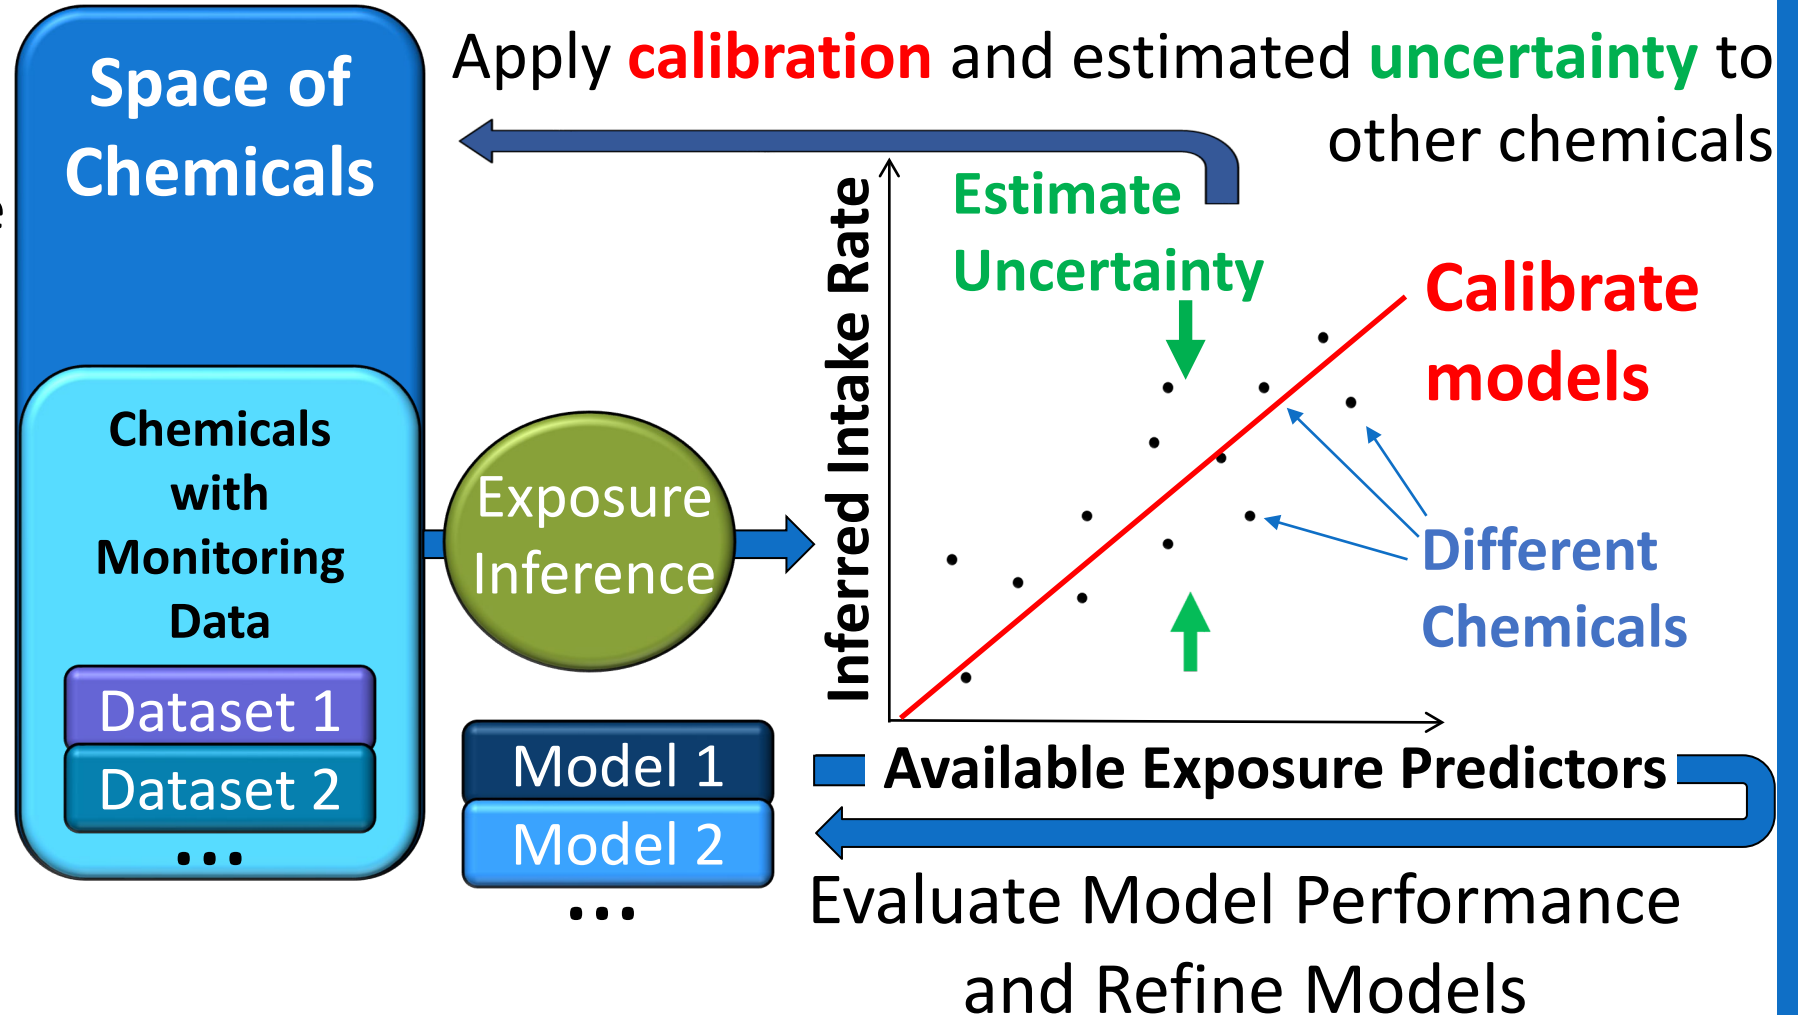 Space of
Chemicals
Apply calibration and estimated uncertainty to
other chemicals
Chemicals
with
Monitoring
Data
Dataset 1
Dataset 2
...
Exposure
Inference
Model 1
Model 2
...
Inferred Intake Rate
Estimate
Uncertainty
Calibrate
models
Different
Chemicals
Available Exposure Predictors
Evaluate Model Performance
and Refine Models